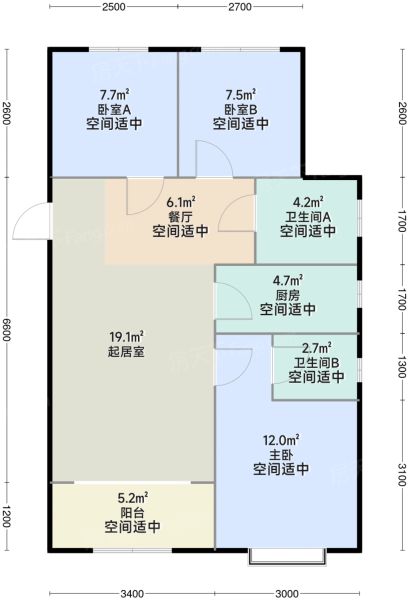 2500
2700
2600
2600
7.7㎡
卧室A
空间适中
7.5㎡
卧室B
空间适中
6.1㎡
餐厅
空间适中
4.2㎡
卫生间A
空间适中
1700
4.7㎡
厨房
空间适中
1700
6600
19.1㎡
起居室
2.7㎡
卫生间B
空间适中
1300
12.0㎡
主卧
空间适中
3100
5.2㎡
阳台
空间适中
1200
3400
3000